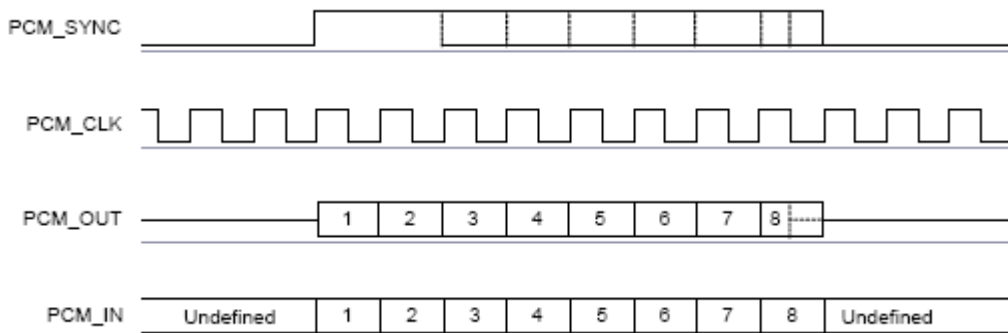 PCM_SYNC
PCM_CLK
PCM_OUT 1 2 3 4 5 6 7 8
PCM_IN Undefined 1 2 3 4 5 6 7 8 Undefined